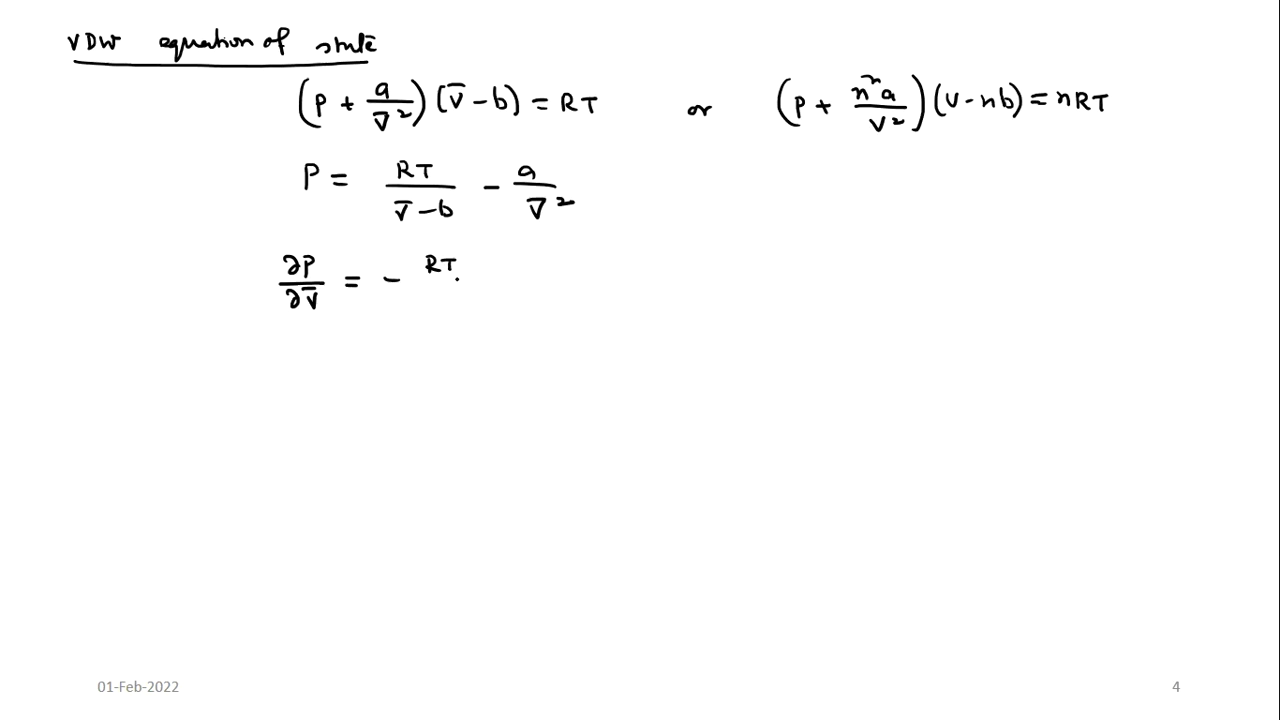 VDW equation of state
(P + a/V̄²)(V̄ - b) = RT or (P + n²a/V²)(V - nb) = nRT
P = RT/(V̄ - b) - a/V̄²
∂P/∂V̄ = - RT
01-Feb-2022 4